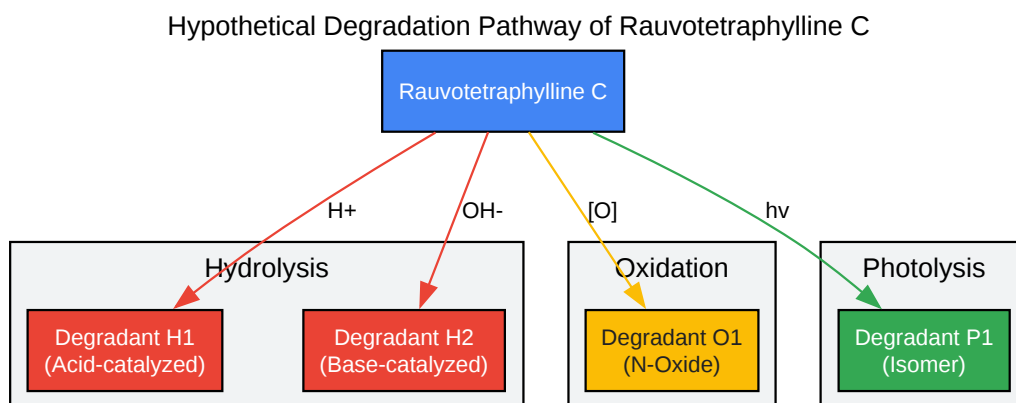 Hypothetical Degradation Pathway of Rauvotetraphylline C
Rauvotetraphylline C
H+
OH-
[O]
hv
Hydrolysis
Oxidation
Photolysis
Degradant H1
(Acid-catalyzed)
Degradant H2
(Base-catalyzed)
Degradant O1
(N-Oxide)
Degradant P1
(Isomer)